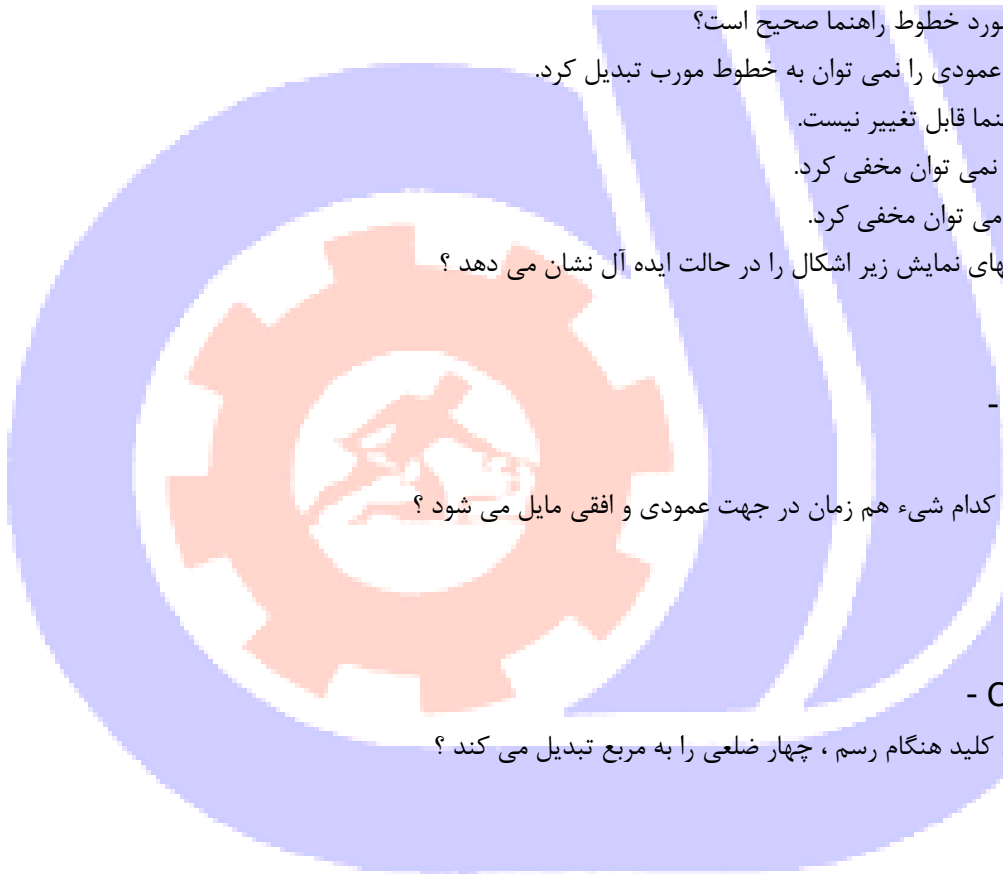 ورد خطوط راهنما صحیح است؟
عمودی را نمی توان به خطوط مورب تبدیل کرد.
نما قابل تغییر نیست.
نمی توان مخفی کرد.
می توان مخفی کرد.
های نمایش زیر اشکال را در حالت ایده آل نشان می دهد ؟
-
کدام شیء هم زمان در جهت عمودی و افقی مایل می شود ؟
- C
کلید هنگام رسم ، چهار ضلعی را به مربع تبدیل می کند ؟